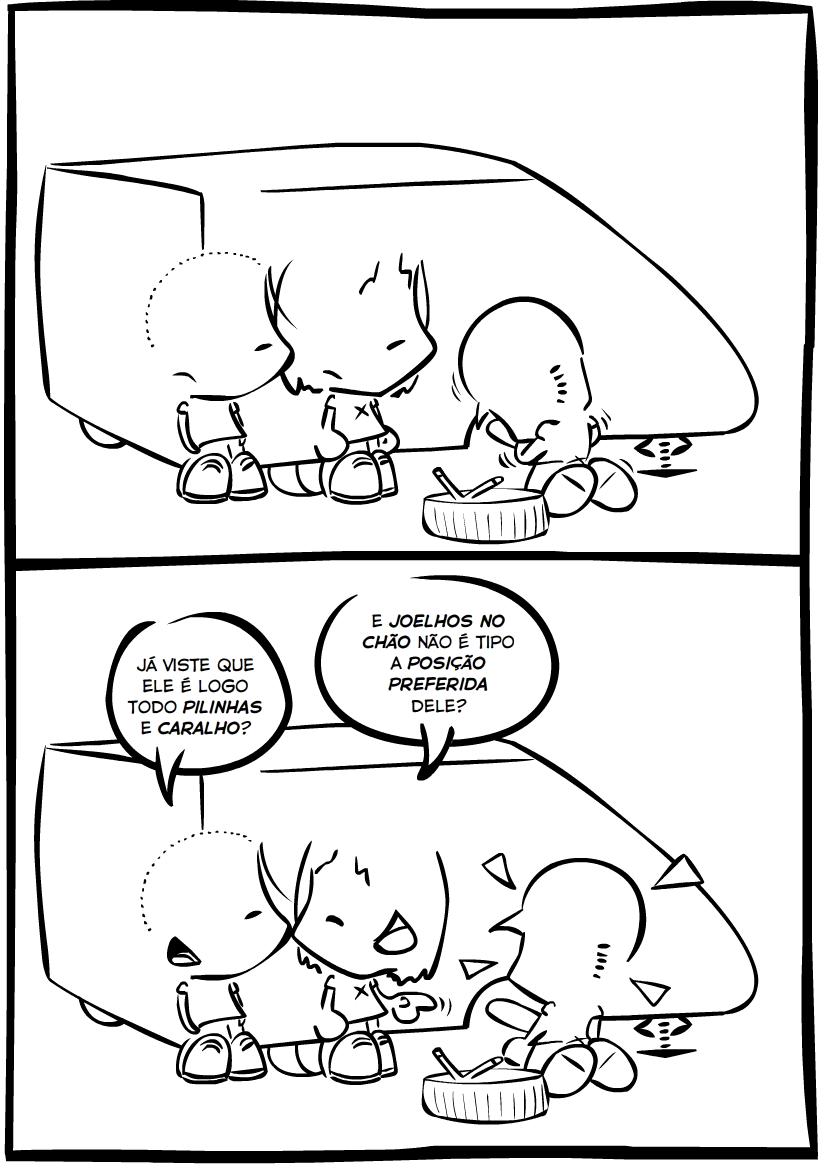 JÁ VISTE QUE
ELE É LOGO
TODO PILINHAS
E CARALHO?
E JOELHOS NO
CHÃO NÃO É TIPO
A POSIÇÃO
PREFERIDA
DELE?